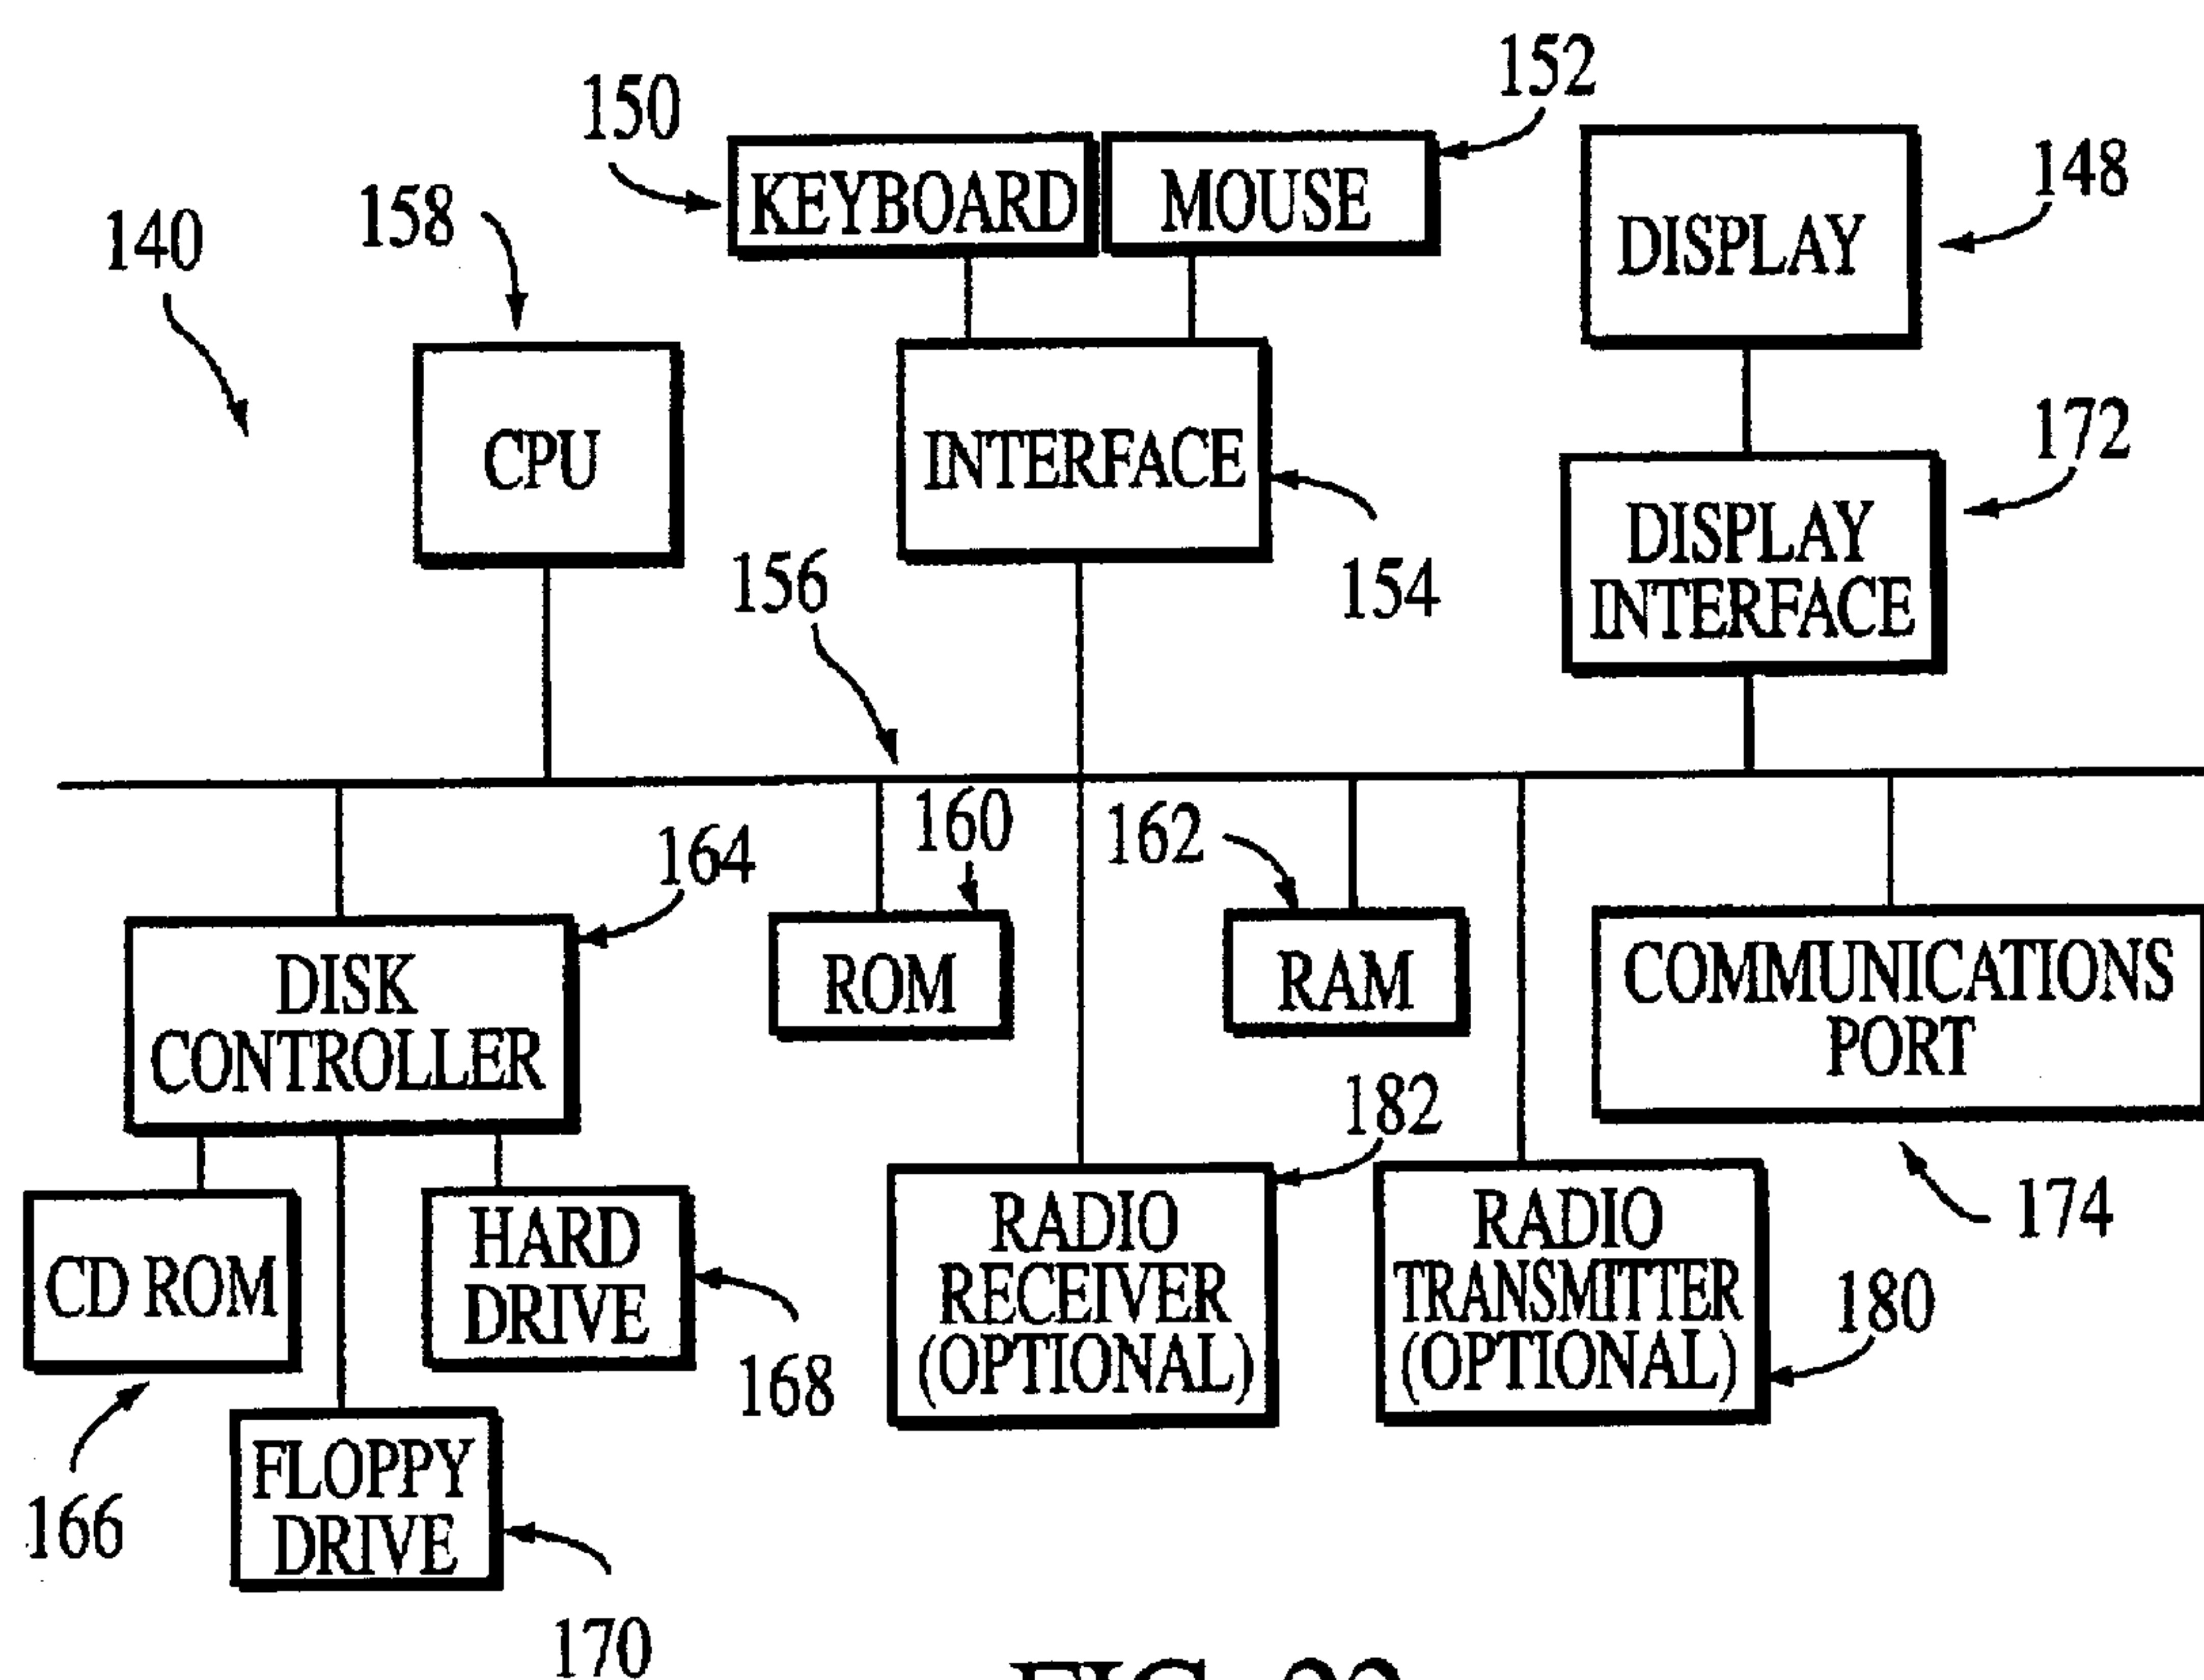 152
150
KEYBOARD
MOUSE
148
158
140
DISPLAY
CPU
INTERFACE
172
DISPLAY
INTERFACE
156
154
160
162
164
DISK
CONTROLLER
ROM
RAM
COMMUNICATIONS
PORT
182
174
CD ROM
HARD
DRIVE
RADIO
RECEIVER
(OPTIONAL)
RADIO
TRANSMITTER
(OPTIONAL)
180
168
166
FLOPPY
DRIVE
170